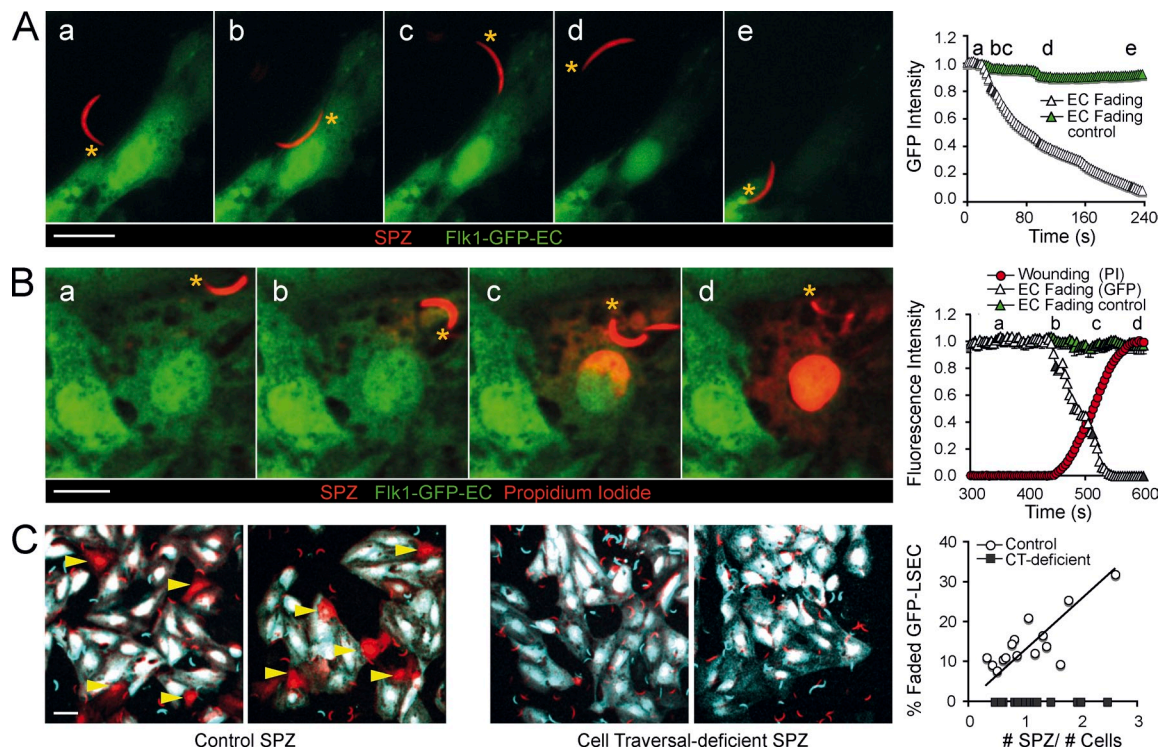 A
a
b
c
d
e
* * * * *
SPZ Flk1-GFP-EC
GFP Intensity
1.2
1.0
0.8
0.6
0.4
0.2
0.0
a bc d e
EC Fading
EC Fading control
0 80 160 240
Time (s)
B
a
b
c
d
* * * *
SPZ Flk1-GFP-EC Propidium Iodide
Wounding (PI)
EC Fading (GFP)
EC Fading control
Fluorescence Intensity
1.2
1.0
0.8
0.6
0.4
0.2
0.0
a b c d
300 400 500 600
Time (s)
C
Control SPZ
Cell Traversal-deficient SPZ
% Faded GFP-LSEC
Control
CT-deficient
40
30
20
10
0
0 1 2 3
# SPZ/ # Cells